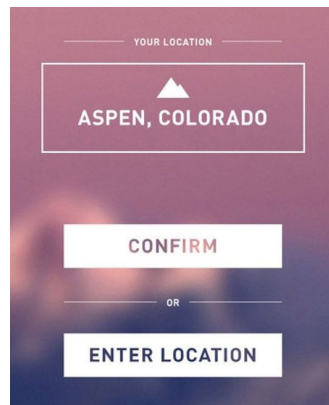 YOUR LOCATION
ASPEN, COLORADO
CONFIRM
OR
ENTER LOCATION